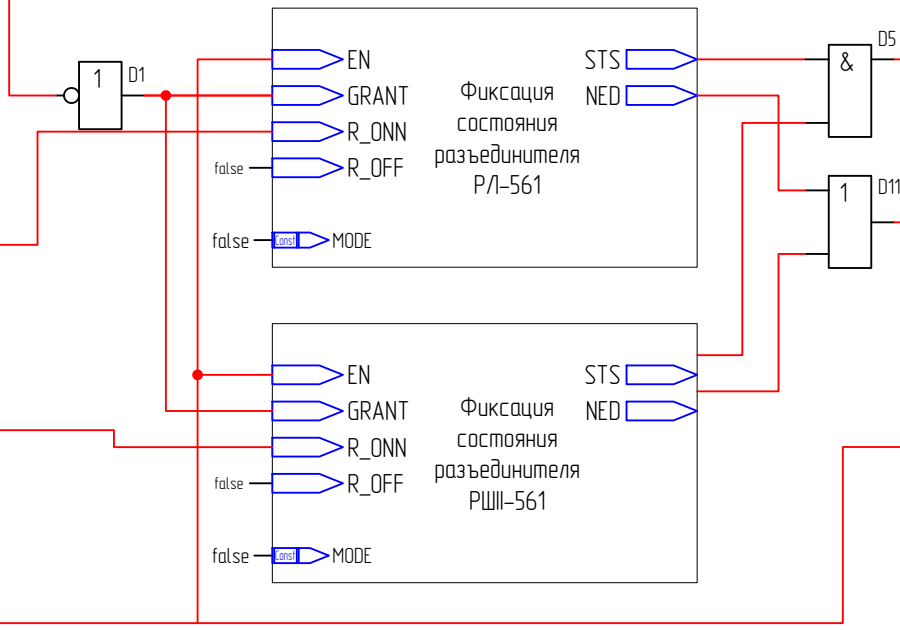 1
D1
EN
GRANT
R_ONN
false
R_OFF
false
Const
MODE
Фиксация
состояния
разъединителя
РЛ-561
STS
NED
&
D5
1
D11
EN
GRANT
R_ONN
false
R_OFF
false
Const
MODE
Фиксация
состояния
разъединителя
РШII-561
STS
NED